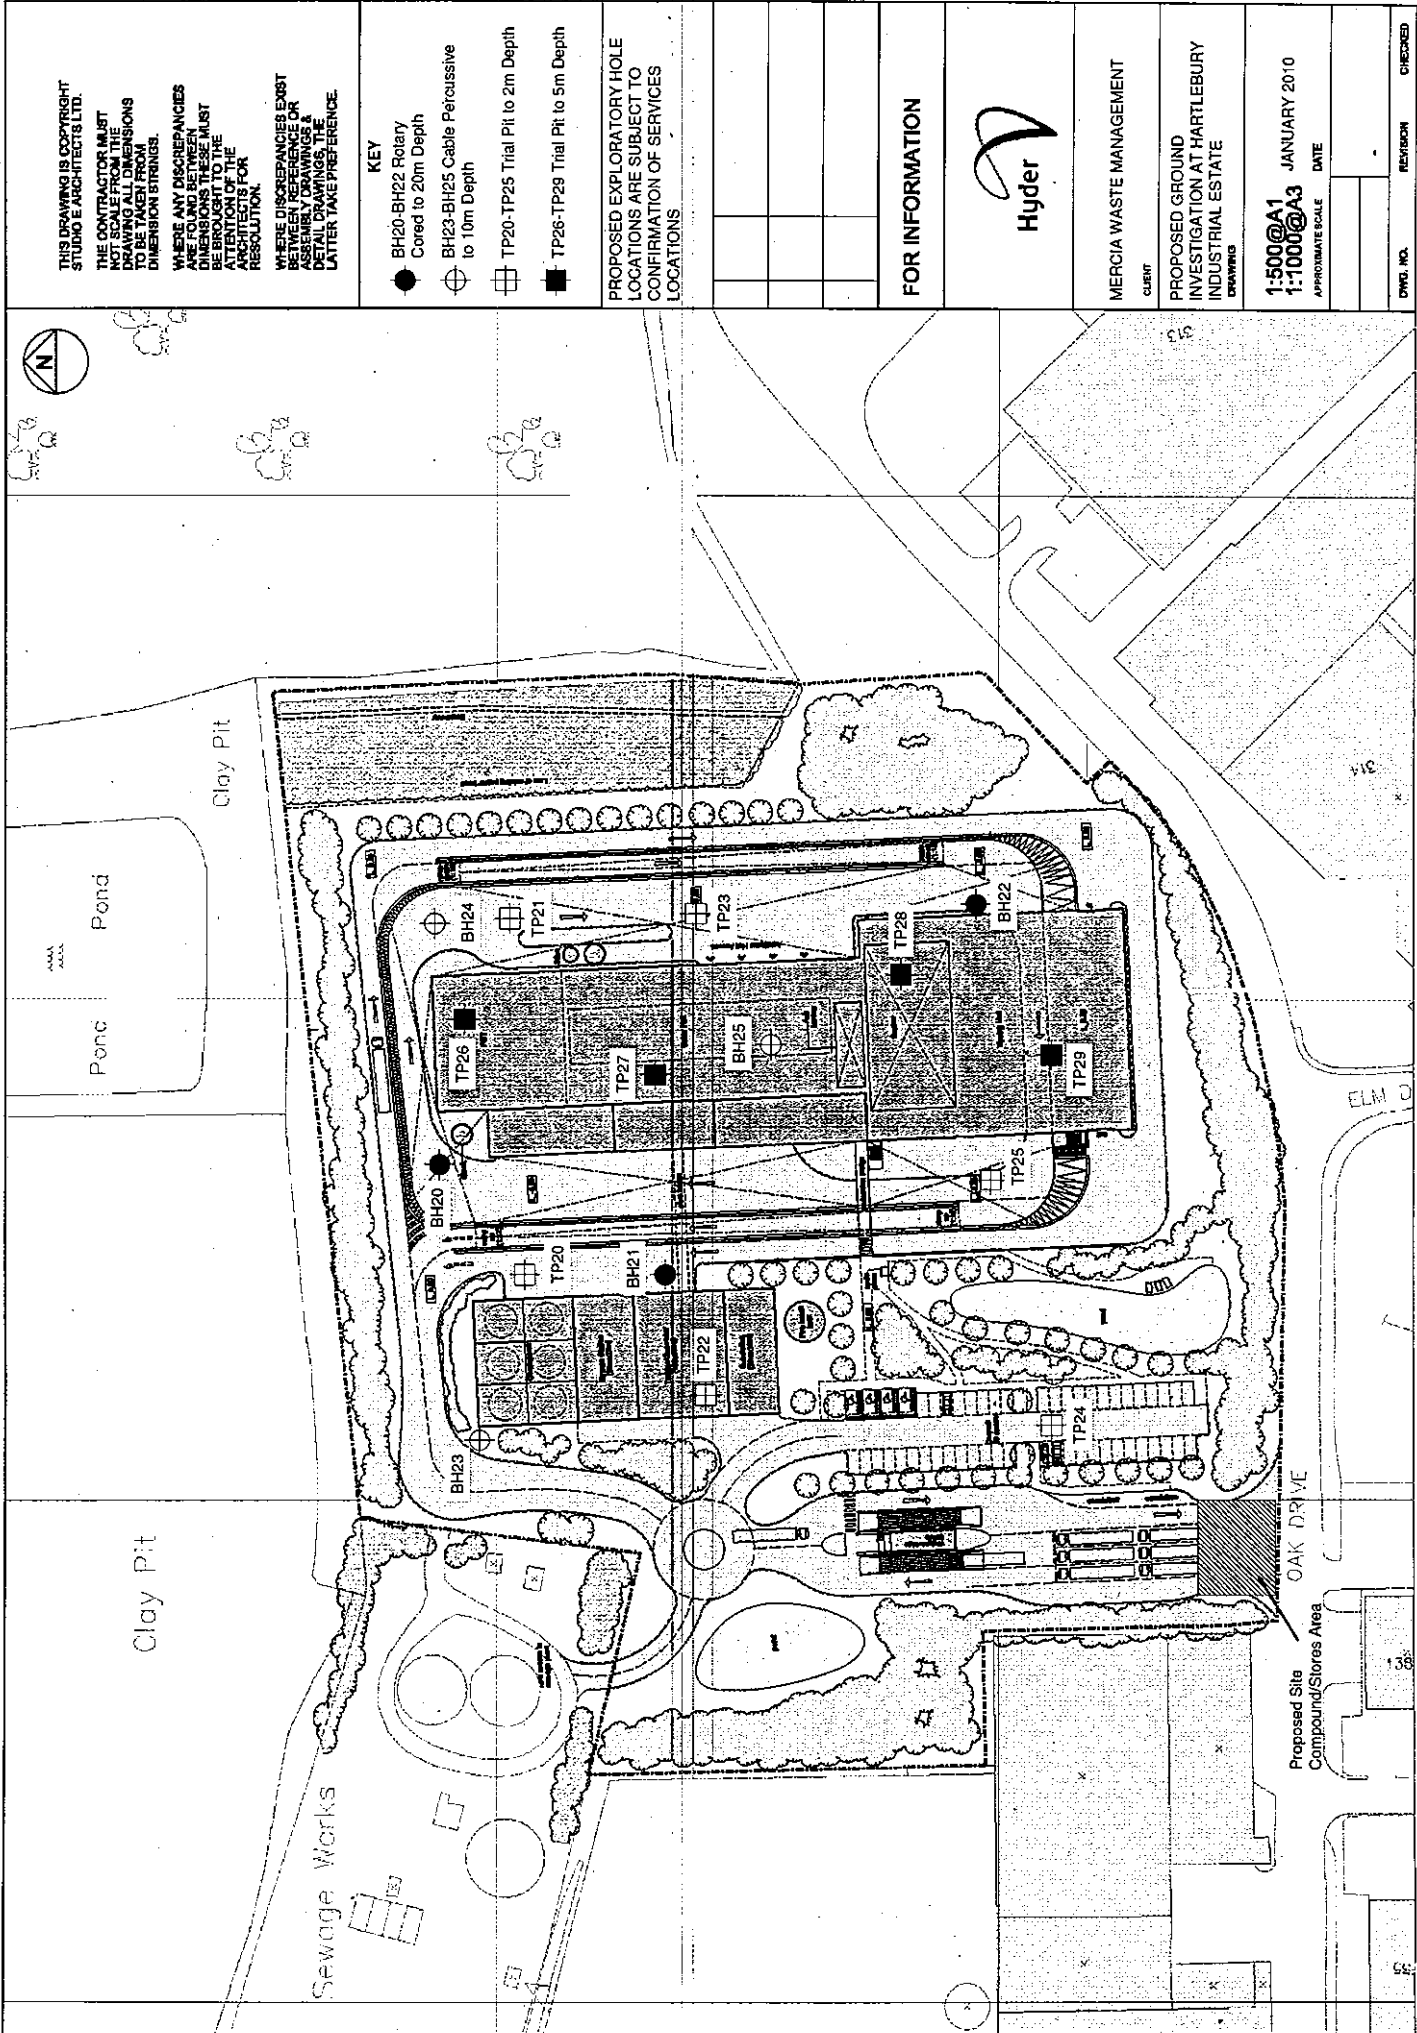 THIS DRAWING IS COPYRIGHT
STUDIO E ARCHITECTS LTD.
THE CONTRACTOR MUST
NOT SCALE FROM THE
DRAWING ALL DIMENSIONS
TO BE TAKEN FROM
DIMENSION STRINGS.
WHERE ANY DISCREPANCIES
ARE FOUND BETWEEN
DIMENSIONS THESE MUST
BE BROUGHT TO THE
ATTENTION OF THE
ARCHITECTS FOR
RESOLUTION.
WHERE DISCREPANCIES EXIST
BETWEEN REFERENCE OR
ASSEMBLY DRAWINGS &
DETAIL DRAWINGS, THE
LATTER TAKE PREFERENCE.
KEY
BH20-BH22 Rotary
Cored to 20m Depth
BH23-BH25 Cable Percussive
to 10m Depth
TP20-TP25 Trial Pit to 2m Depth
TP26-TP29 Trial Pit to 5m Depth
PROPOSED EXPLORATORY HOLE
LOCATIONS ARE SUBJECT TO
CONFIRMATION OF SERVICES
LOCATIONS
FOR INFORMATION
Hyder
MERCIA WASTE MANAGEMENT
CLIENT
PROPOSED GROUND
INVESTIGATION AT HARTLEBURY
INDUSTRIAL ESTATE
DRAWING
1:500@A1
1:1000@A3
JANUARY 2010
APPROXIMATE SCALE
DATE
DWG. NO.
REVISION
CHECKED
N
Clay Pit
Pond
Pond
Clay Pit
Sewage Works
BH24
TP21
TP23
TP28
BH22
TP26
TP27
BH25
TP29
BH20
TP20
BH21
TP25
TP22
BH23
TP24
313
314
ELM D
OAK DRIVE
Proposed Site
Compound/Stores Area
138